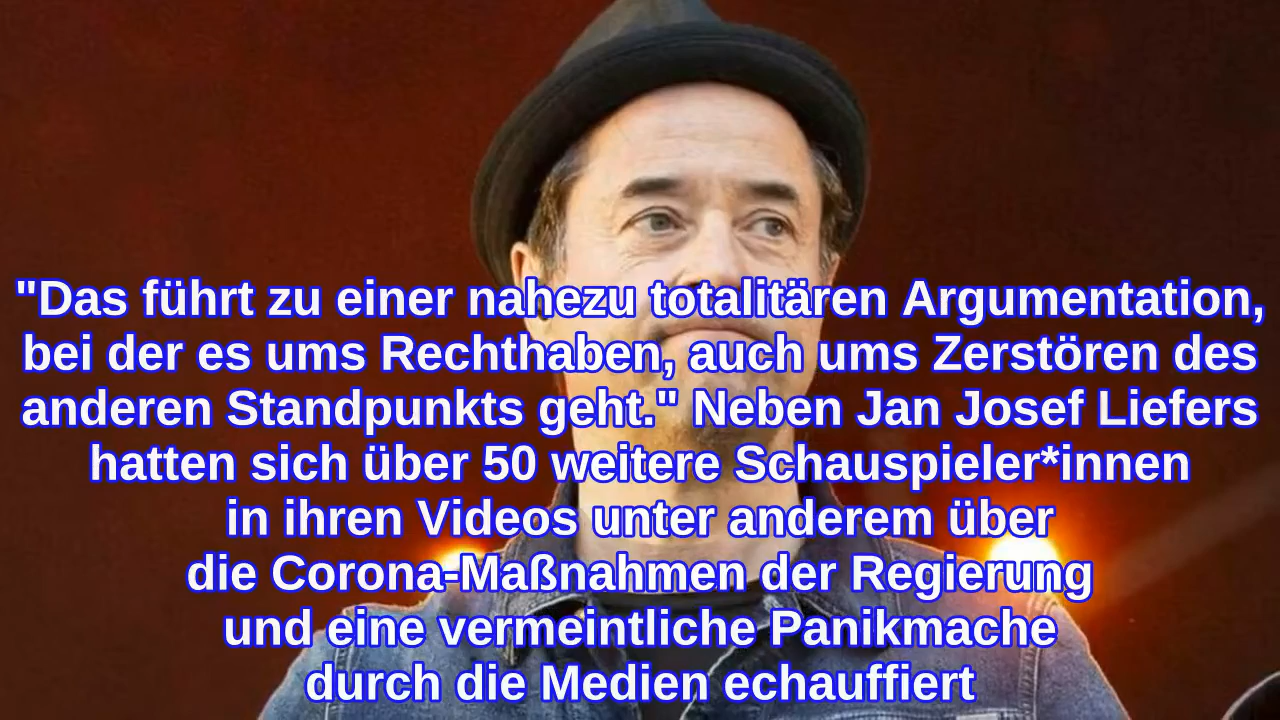 "Das führt zu einer nahezu totalitären Argumentation,
bei der es ums Rechthaben, auch ums Zerstören des
anderen Standpunkts geht." Neben Jan Josef Liefers
hatten sich über 50 weitere Schauspieler*innen
in ihren Videos unter anderem über
die Corona-Maßnahmen der Regierung
und eine vermeintliche Panikmache
durch die Medien echauffiert